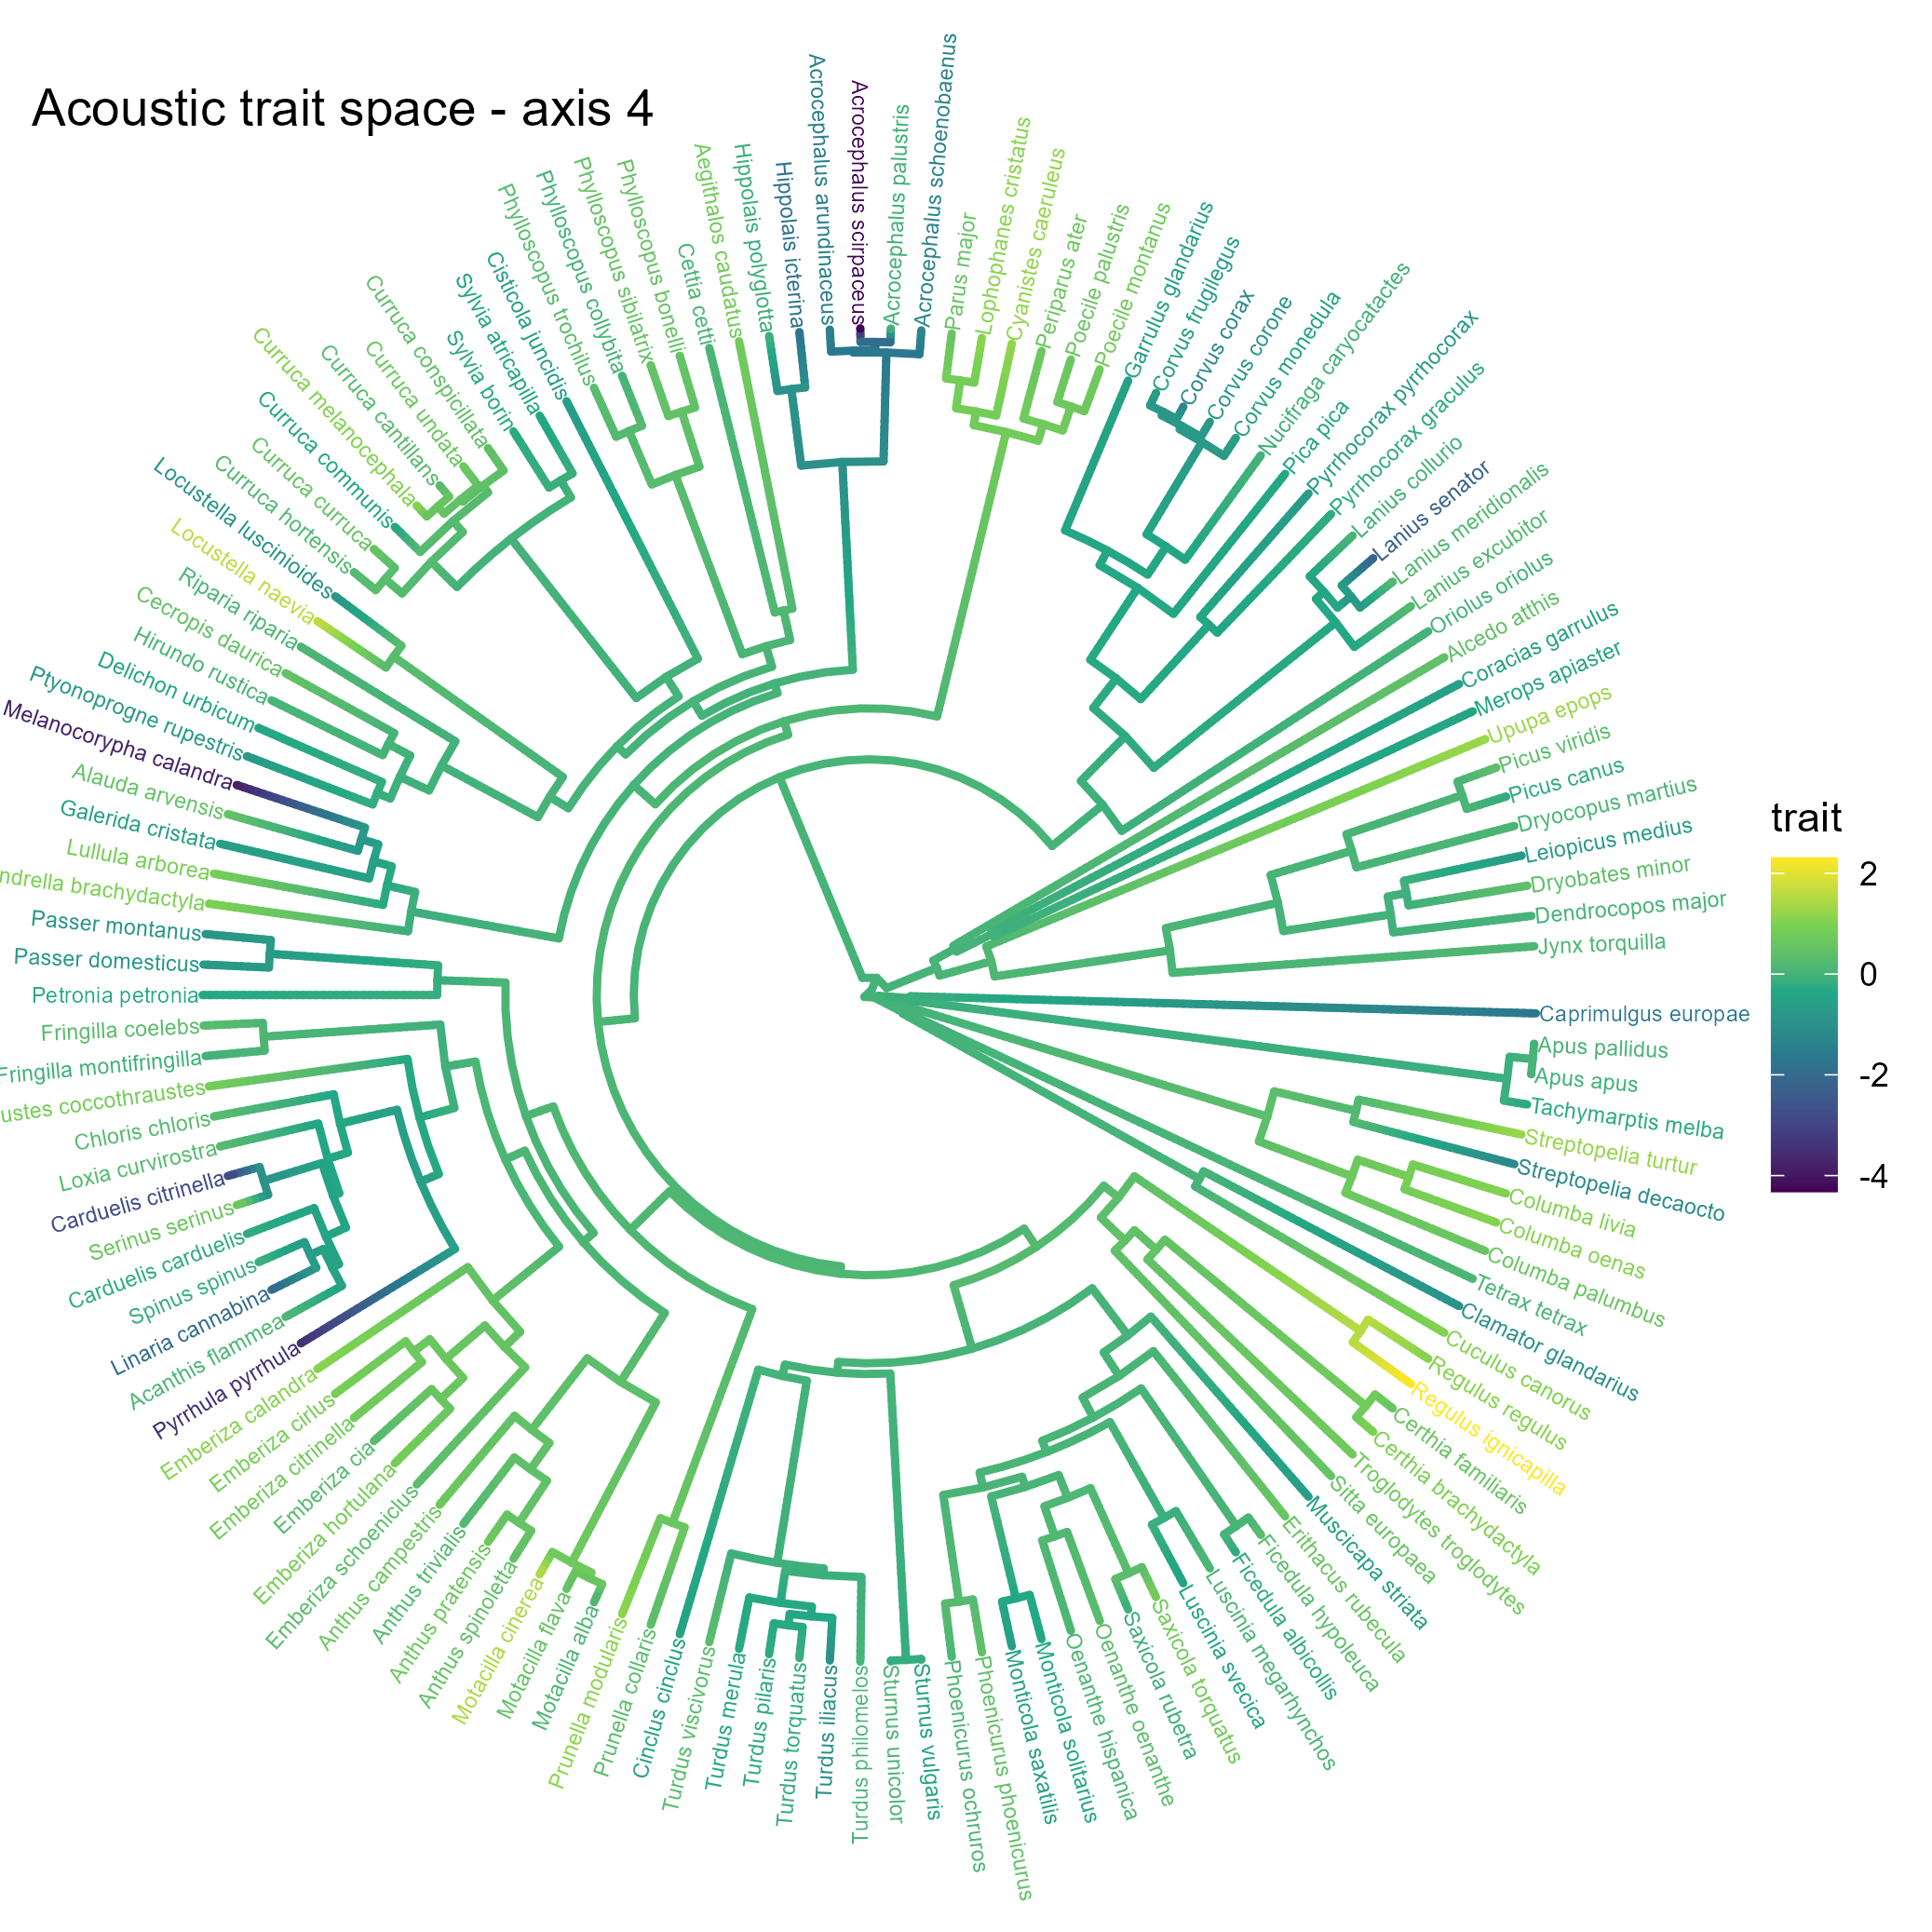 Acoustic trait space - axis 4
Acrocephalus arundinaceus
Acrocephalus scirpaceus
Acrocephalus palustris
Acrocephalus schoenobaenus
Parus major
Lophophanes cristatus
Cyanistes caeruleus
Periparus ater
Poecile palustris
Poecile montanus
Garrulus glandarius
Corvus frugilegus
Corvus corax
Corvus corone
Corvus monedula
Nucifraga caryocatactes
Pica pica
Pyrrhocorax pyrrhocorax
Pyrrhocorax graculus
Lanius collurio
Lanius senator
Lanius meridionalis
Lanius excubitor
Oriolus oriolus
Alcedo atthis
Coracias garrulus
Merops apiaster
Upupa epops
Picus viridis
Picus canus
Dryocopus martius
Leiopicus medius
Dryobates minor
Dendrocopos major
Jynx torquilla
Caprimulgus europae
Apus pallidus
Apus apus
Tachymarptis melba
Streptopelia turtur
Streptopelia decaocto
Columba livia
Columba oenas
Columba palumbus
Tetrax tetrax
Clamator glandarius
Cuculus canorus
Regulus regulus
Regulus ignicapilla
Certhia familiaris
Certhia brachydactyla
Troglodytes troglodytes
Sitta europaea
Muscicapa striata
Erithacus rubecula
Ficedula hypoleuca
Ficedula albicollis
Luscinia megarhynchos
Luscinia svecica
Saxicola torquatus
Saxicola rubetra
Oenanthe oenanthe
Oenanthe hispanica
Monticola solitarius
Monticola saxatilis
Phoenicurus phoenicurus
Phoenicurus ochruros
Sturnus vulgaris
Sturnus unicolor
Turdus philomelos
Turdus iliacus
Turdus torquatus
Turdus pilaris
Turdus merula
Turdus viscivorus
Cinclus cinclus
Prunella collaris
Prunella modularis
Motacilla alba
Motacilla flava
Motacilla cinerea
Anthus spinoletta
Anthus pratensis
Anthus trivialis
Anthus campestris
Emberiza schoeniclus
Emberiza hortulana
Emberiza cia
Emberiza citrinella
Emberiza cirlus
Emberiza calandra
Pyrrhula pyrrhula
Acanthis flammea
Linaria cannabina
Spinus spinus
Carduelis carduelis
Serinus serinus
Carduelis citrinella
Loxia curvirostra
Chloris chloris
ustes coccothraustes
Fringilla montifringilla
Fringilla coelebs
Petronia petronia
Passer domesticus
Passer montanus
ndrella brachydactyla
Lullula arborea
Galerida cristata
Alauda arvensis
Melanocorypha calandra
Ptyonoprogne rupestris
Delichon urbicum
Hirundo rustica
Cecropis daurica
Riparia riparia
Locustella naevia
Locustella luscinioides
Curruca hortensis
Curruca curruca
Curruca communis
Curruca melanocephala
Curruca cantillans
Curruca undata
Curruca conspicillata
Sylvia borin
Sylvia atricapilla
Cisticola juncidis
Phylloscopus trochilus
Phylloscopus collybita
Phylloscopus sibilatrix
Phylloscopus bonelli
Cettia cetti
Aegithalos caudatus
Hippolais polyglotta
Hippolais icterina
trait
2
0
-2
-4